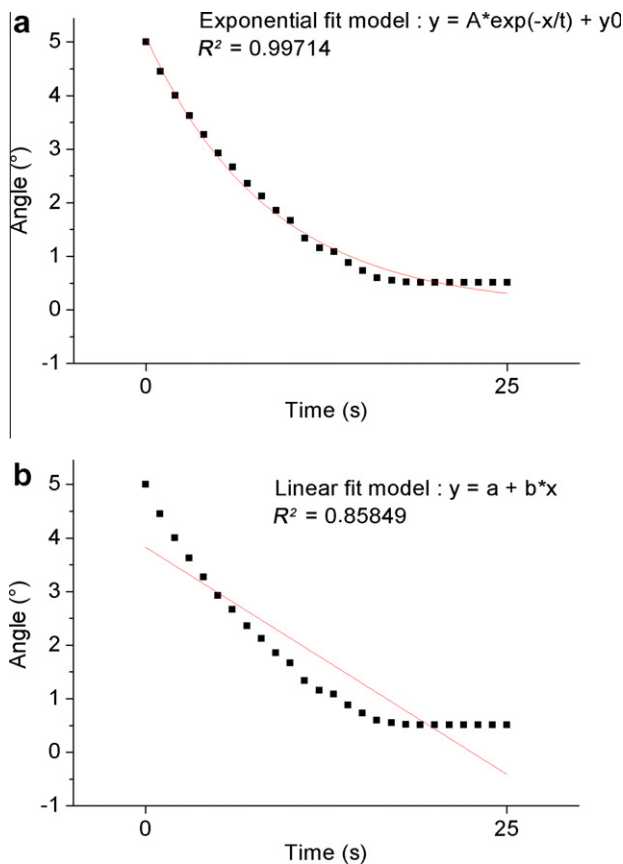 a
Exponential fit model : y = A*exp(-x/t) + y0
R² = 0.99714
5
4
3
2
1
0
-1
Angle (°)
0 25
Time (s)
b
Linear fit model : y = a + b*x
R² = 0.85849
5
4
3
2
1
0
-1
Angle (°)
0 25
Time (s)